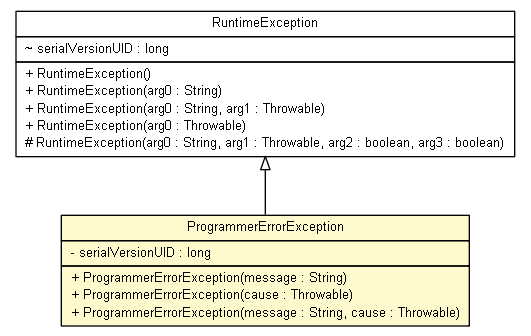 RuntimeException
~ serialVersionUID : long
+ RuntimeException()
+ RuntimeException(arg0 : String)
+ RuntimeException(arg0 : String, arg1 : Throwable)
+ RuntimeException(arg0 : Throwable)
# RuntimeException(arg0 : String, arg1 : Throwable, arg2 : boolean, arg3 : boolean)
ProgrammerErrorException
- serialVersionUID : long
+ ProgrammerErrorException(message : String)
+ ProgrammerErrorException(cause : Throwable)
+ ProgrammerErrorException(message : String, cause : Throwable)